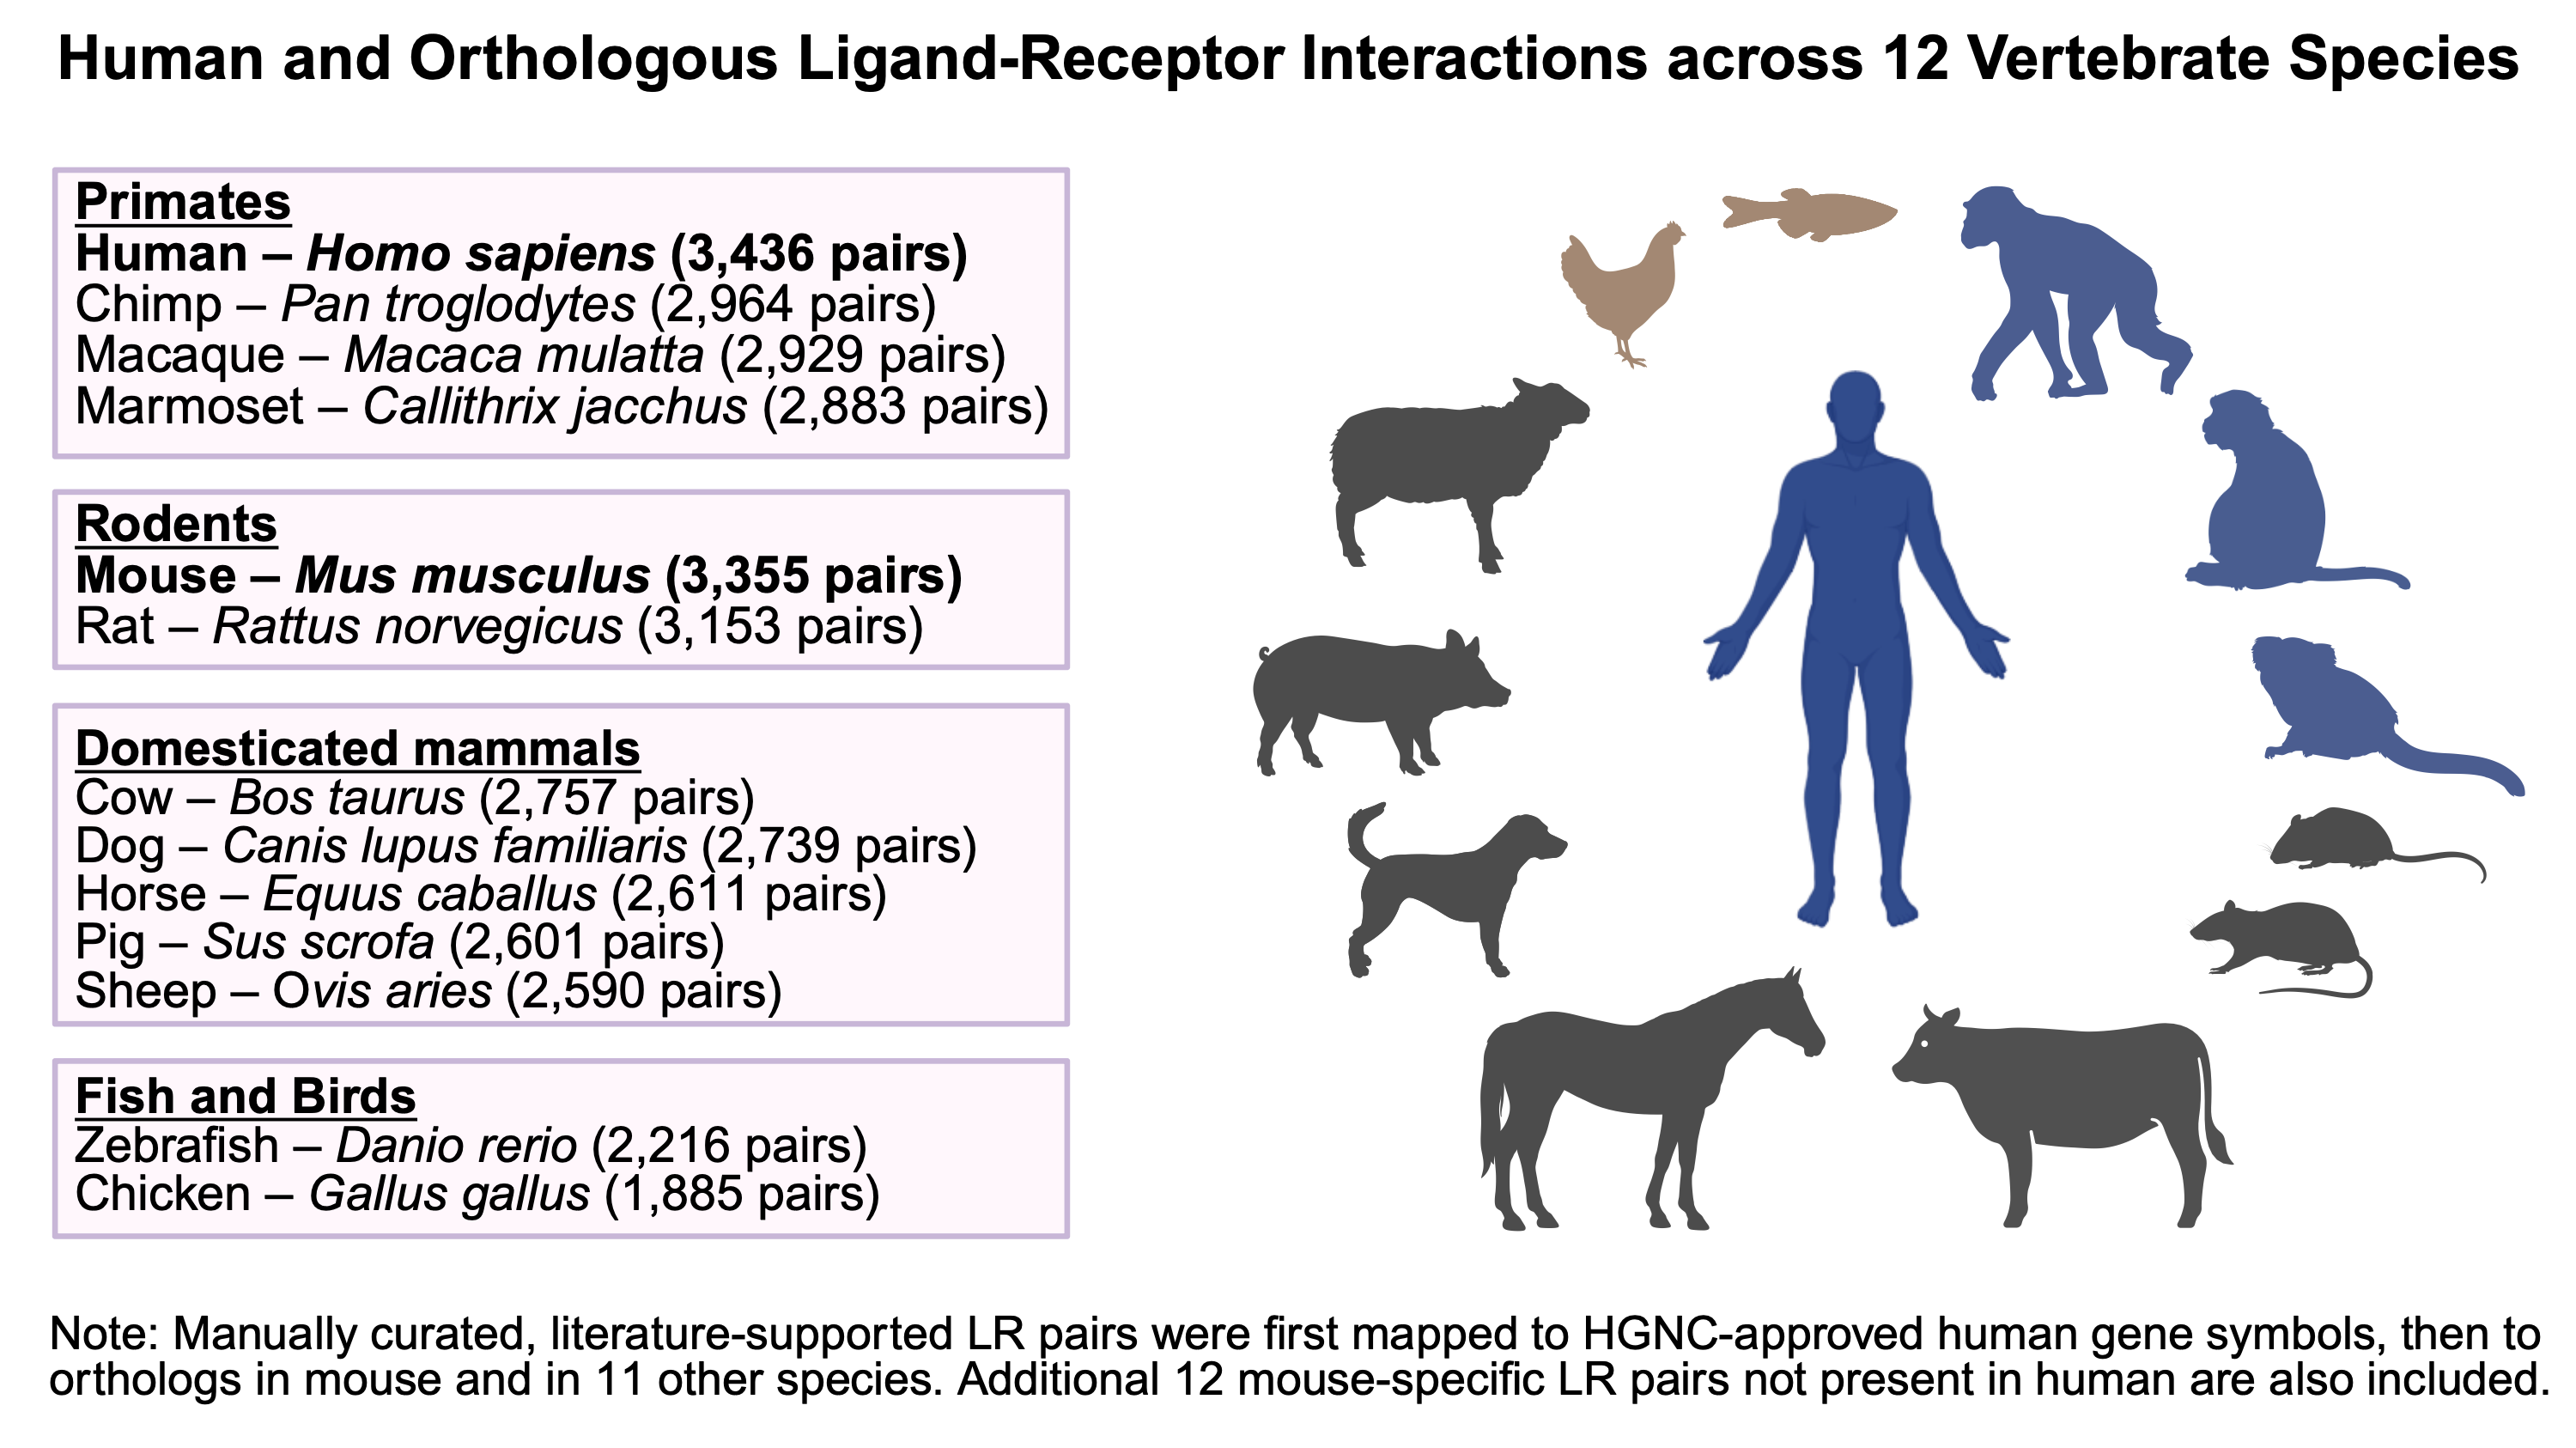 Human and Orthologous Ligand-Receptor Interactions across 12 Vertebrate Species
Primates
Human – Homo sapiens (3,436 pairs)
Chimp – Pan troglodytes (2,964 pairs)
Macaque – Macaca mulatta (2,929 pairs)
Marmoset – Callithrix jacchus (2,883 pairs)
Rodents
Mouse – Mus musculus (3,355 pairs)
Rat – Rattus norvegicus (3,153 pairs)
Domesticated mammals
Cow – Bos taurus (2,757 pairs)
Dog – Canis lupus familiaris (2,739 pairs)
Horse – Equus caballus (2,611 pairs)
Pig – Sus scrofa (2,601 pairs)
Sheep – Ovis aries (2,590 pairs)
Fish and Birds
Zebrafish – Danio rerio (2,216 pairs)
Chicken – Gallus gallus (1,885 pairs)
Note: Manually curated, literature-supported LR pairs were first mapped to HGNC-approved human gene symbols, then to
orthologs in mouse and in 11 other species. Additional 12 mouse-specific LR pairs not present in human are also included.